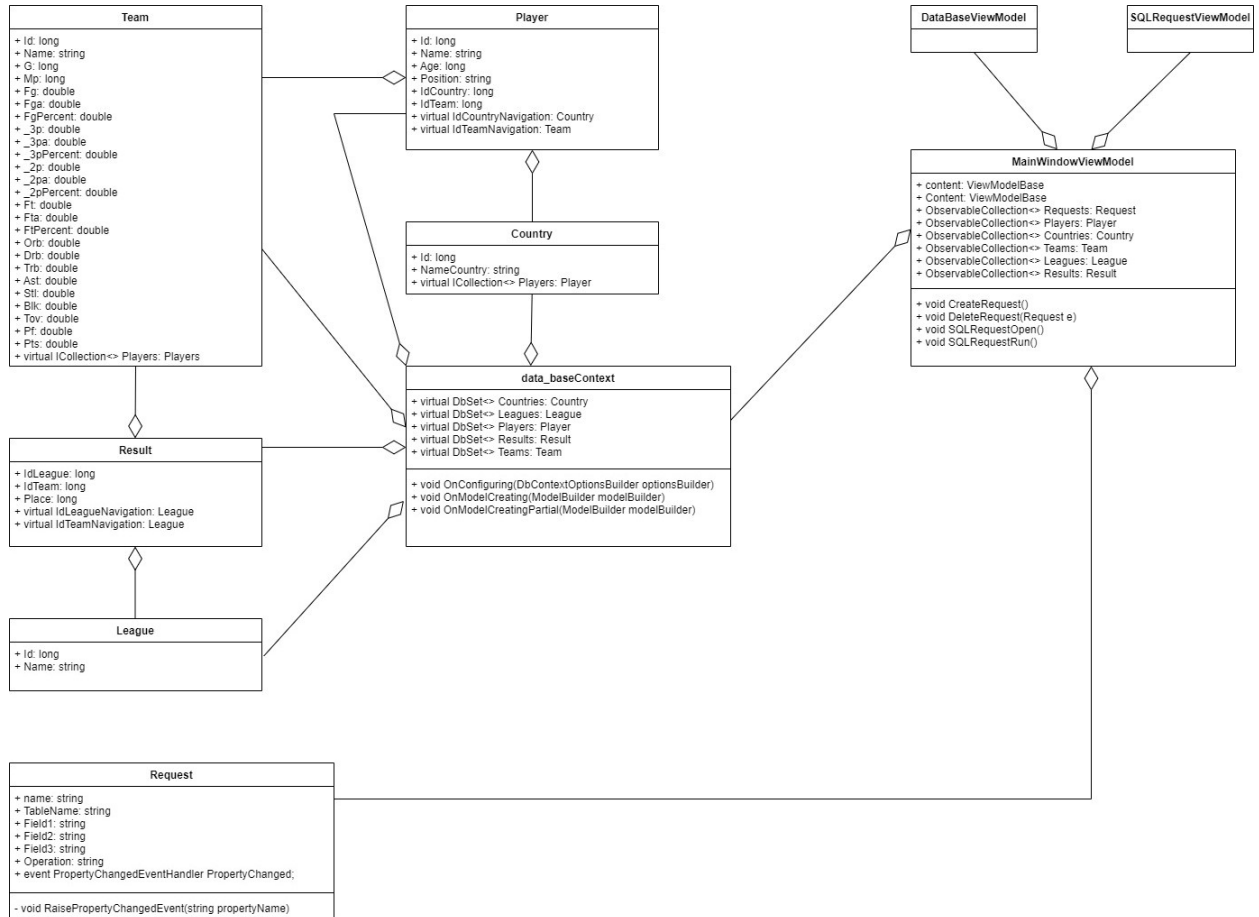 Team
+ Id: long
+ Name: string
+ G: long
+ Mp: long
+ Fg: double
+ Fga: double
+ FgPercent: double
+ _3p: double
+ _3pa: double
+ _3pPercent: double
+ _2p: double
+ _2pa: double
+ _2pPercent: double
+ Ft: double
+ Fta: double
+ FtPercent: double
+ Orb: double
+ Drb: double
+ Trb: double
+ Ast: double
+ Stl: double
+ Blk: double
+ Tov: double
+ Pf: double
+ Pts: double
+ virtual ICollection<> Players: Players
Player
+ Id: long
+ Name: string
+ Age: long
+ Position: string
+ IdCountry: long
+ IdTeam: long
+ virtual IdCountryNavigation: Country
+ virtual IdTeamNavigation: Team
DataBaseViewModel
SQLRequestViewModel
MainWindowViewModel
+ content: ViewModelBase
+ Content: ViewModelBase
+ ObservableCollection<> Requests: Request
+ ObservableCollection<> Players: Player
+ ObservableCollection<> Countries: Country
+ ObservableCollection<> Teams: Team
+ ObservableCollection<> Leagues: League
+ ObservableCollection<> Results: Result
+ void CreateRequest()
+ void DeleteRequest(Request e)
+ void SQLRequestOpen()
+ void SQLRequestRun()
Country
+ Id: long
+ NameCountry: string
+ virtual ICollection<> Players: Player
data_baseContext
+ virtual DbSet<> Countries: Country
+ virtual DbSet<> Leagues: League
+ virtual DbSet<> Players: Player
+ virtual DbSet<> Results: Result
+ virtual DbSet<> Teams: Team
+ void OnConfiguring(DbContextOptionsBuilder optionsBuilder)
+ void OnModelCreating(ModelBuilder modelBuilder)
+ void OnModelCreatingPartial(ModelBuilder modelBuilder)
Result
+ IdLeague: long
+ IdTeam: long
+ Place: long
+ virtual IdLeagueNavigation: League
+ virtual IdTeamNavigation: League
League
+ Id: long
+ Name: string
Request
+ name: string
+ TableName: string
+ Field1: string
+ Field2: string
+ Field3: string
+ Operation: string
+ event PropertyChangedEventHandler PropertyChanged;
- void RaisePropertyChangedEvent(string propertyName)